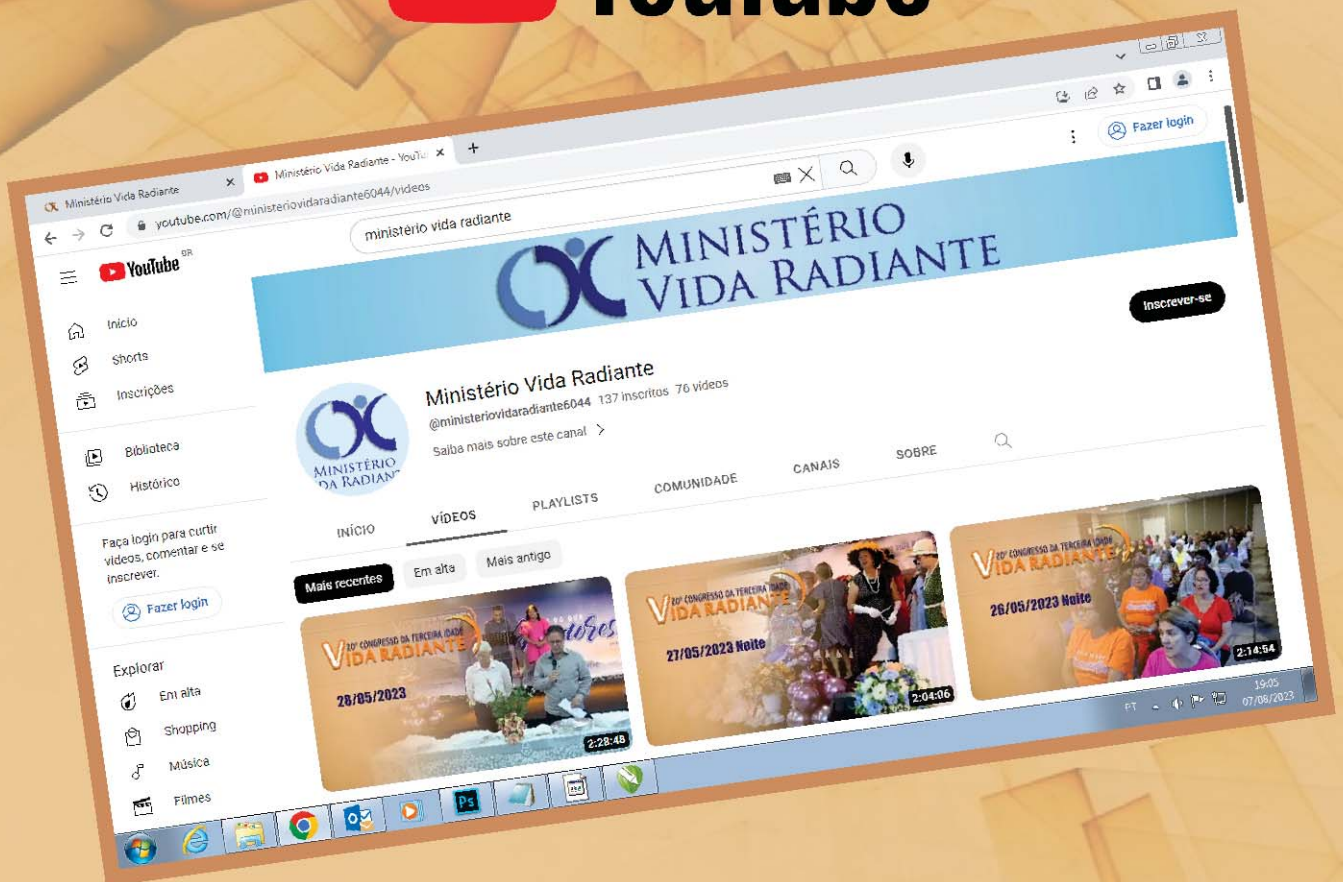 YouTube
Ministério Vida Radiante
Ministério Vida Radiante - YouTu
youtube.com/@ministeriovidaradiante6044/videos
ministério vida radiante
Fazer login
YouTube BR
MINISTÉRIO
VIDA RADIANTE
Início
Shorts
Inscrições
Biblioteca
Histórico
Faça login para curtir
vídeos, comentar e se
inscrever.
Fazer login
Explorar
Em alta
Shopping
Música
Filmes
MINISTÉRIO
DA RADIAN
Ministério Vida Radiante
@ministeriovidaradiante6044 137 inscritos 76 vídeos
Saiba mais sobre este canal >
Inscrever-se
INÍCIO VÍDEOS PLAYLISTS COMUNIDADE CANAIS SOBRE
Mais recentes Em alta Mais antigo
20º CONGRESSO DA TERCEIRA IDADE
VIDA RADIANTE
28/05/2023
2:28:48
20º CONGRESSO DA TERCEIRA IDADE
VIDA RADIANTE
27/05/2023 Noite
2:04:06
20º CONGRESSO DA TERCEIRA IDADE
VIDA RADIANTE
26/05/2023 Noite
2:14:54
Ps
PT
19:05
07/08/2023